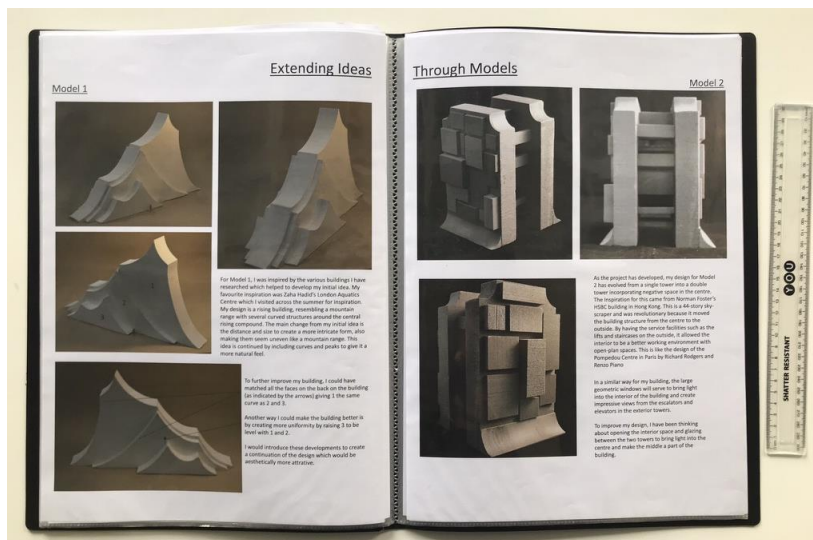 Extending Ideas
Model 1
For Model 1, I was inspired by the various buildings I have
researched which helped to develop my initial idea. My
favourite inspiration was Zaha Hadid's London Aquatics
Centre which I visited across the summer for inspiration.
My design is a rising building, resembling a mountain
range with several curved structures around the central
rising compound. The main change from my initial idea is
the distance and size to create a more intricate form, also
making them seem uneven like a mountain range. This
idea is continued by including curves and peaks to give it a
more natural feel.
To further improve my building, I could have
matched all the faces on the back on the building
(as indicated by the arrows) giving 1 the same
curve as 2 and 3.
Another way I could make the building better is
by creating more uniformity by raising 3 to be
level with 1 and 2.
I would introduce these developments to create
a continuation of the design which would be
aesthetically more attrative.
Through Models
Model 2
As the project has developed, my design for Model
2 has evolved from a single tower into a double
tower incorporating negative space in the centre.
The inspiration for this came from Norman Foster's
HSBC building in Hong Kong. This is a 44-story sky-
scraper and was revolutionary because it moved
the building structure from the centre to the
outside. By having the service facilities such as the
lifts and staircases on the outside, it allowed the
interior to be a better working environment with
open-plan spaces. This is like the design of the
Pompedou Centre in Paris by Richard Rodgers and
Renzo Piano
In a similar way for my building, the large
geometric windows will serve to bring light
into the interior of the building and create
impressive views from the escalators and
elevators in the exterior towers.
To improve my design, I have been thinking
about opening the interior space and glazing
between the two towers to bring light into the
centre and make the middle a part of the
building.
YOU
SHATTER RESISTANT